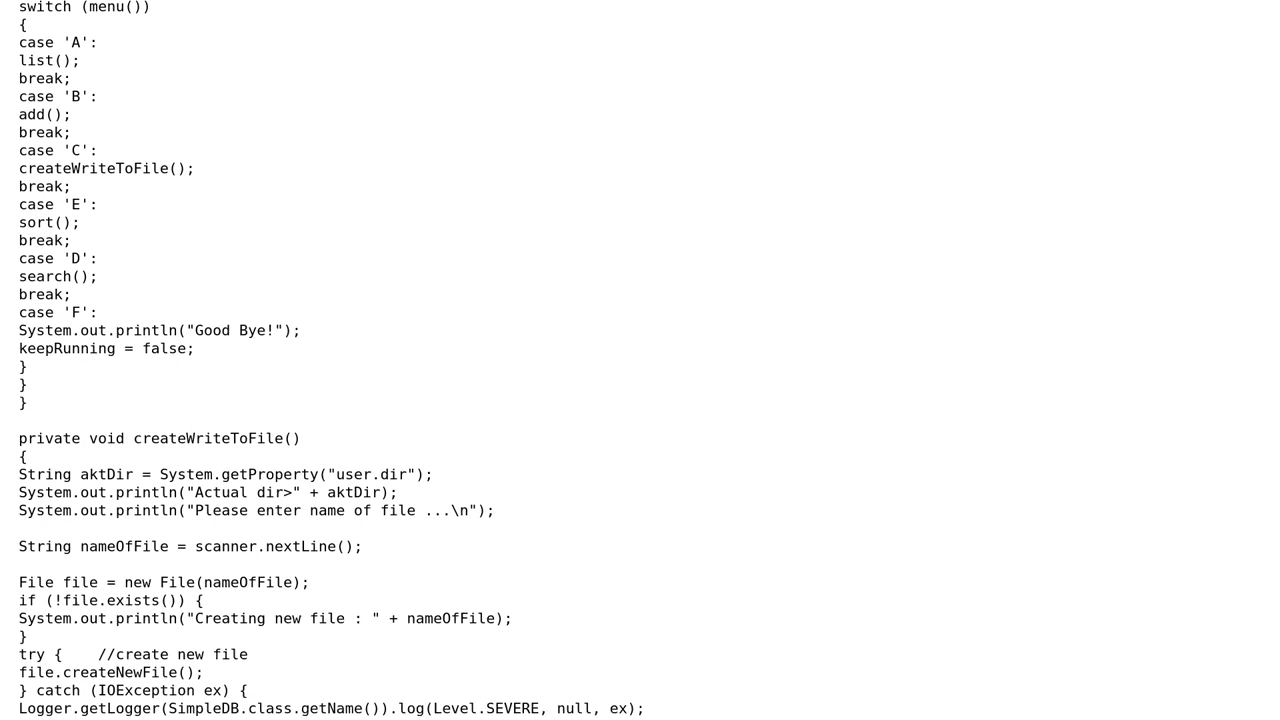 switch (menu())
{
case 'A':
list();
break;
case 'B':
add();
break;
case 'C':
createWriteToFile();
break;
case 'E':
sort();
break;
case 'D':
search();
break;
case 'F':
System.out.println("Good Bye!");
keepRunning = false;
}
}
}

private void createWriteToFile()
{
String aktDir = System.getProperty("user.dir");
System.out.println("Actual dir>" + aktDir);
System.out.println("Please enter name of file ...\n");

String nameOfFile = scanner.nextLine();

File file = new File(nameOfFile);
if (!file.exists()) {
System.out.println("Creating new file : " + nameOfFile);
}
try {    //create new file
file.createNewFile();
} catch (IOException ex) {
Logger.getLogger(SimpleDB.class.getName()).log(Level.SEVERE, null, ex);